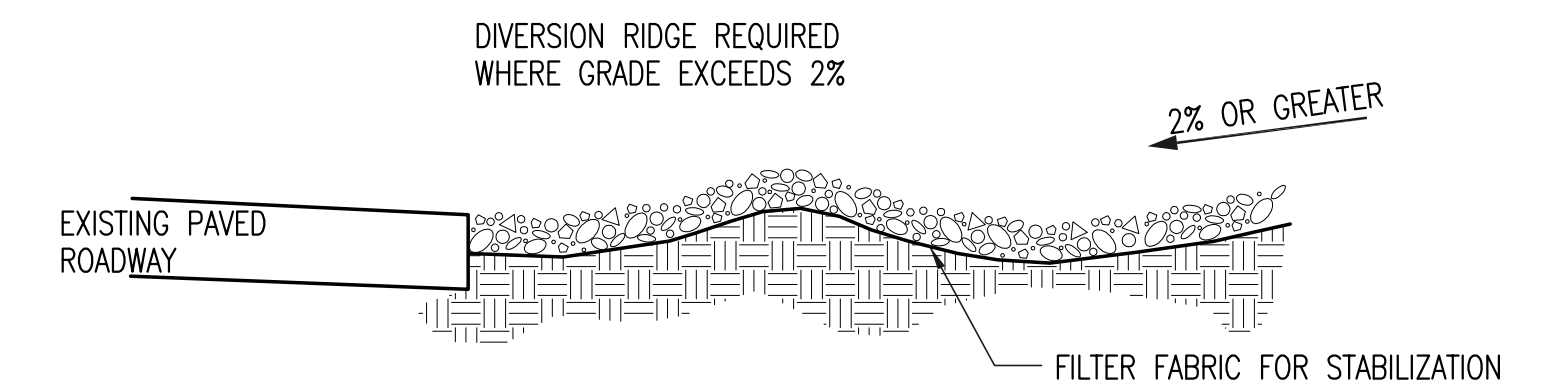 DIVERSION RIDGE REQUIRED
WHERE GRADE EXCEEDS 2%
2% OR GREATER
EXISTING PAVED
ROADWAY
FILTER FABRIC FOR STABILIZATION